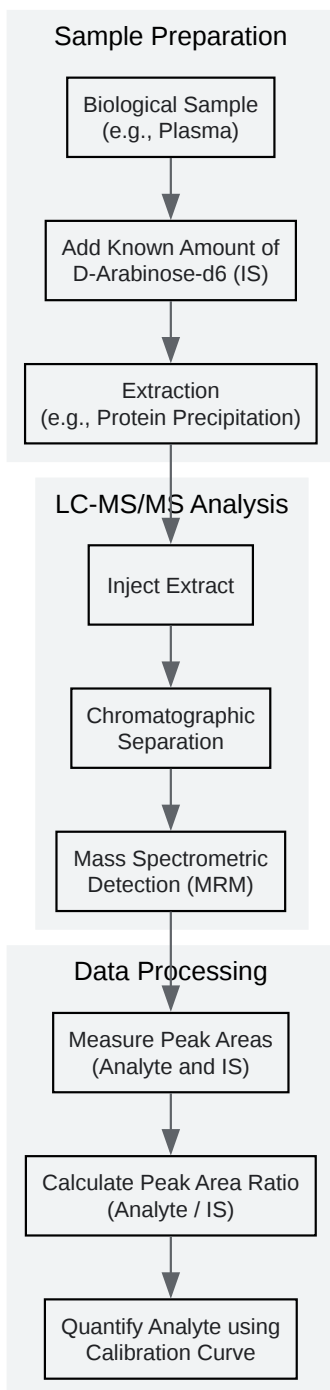 Sample Preparation
Biological Sample
(e.g., Plasma)
Add Known Amount of
D-Arabinose-d6 (IS)
Extraction
(e.g., Protein Precipitation)
LC-MS/MS Analysis
Inject Extract
Chromatographic
Separation
Mass Spectrometric
Detection (MRM)
Data Processing
Measure Peak Areas
(Analyte and IS)
Calculate Peak Area Ratio
(Analyte / IS)
Quantify Analyte using
Calibration Curve